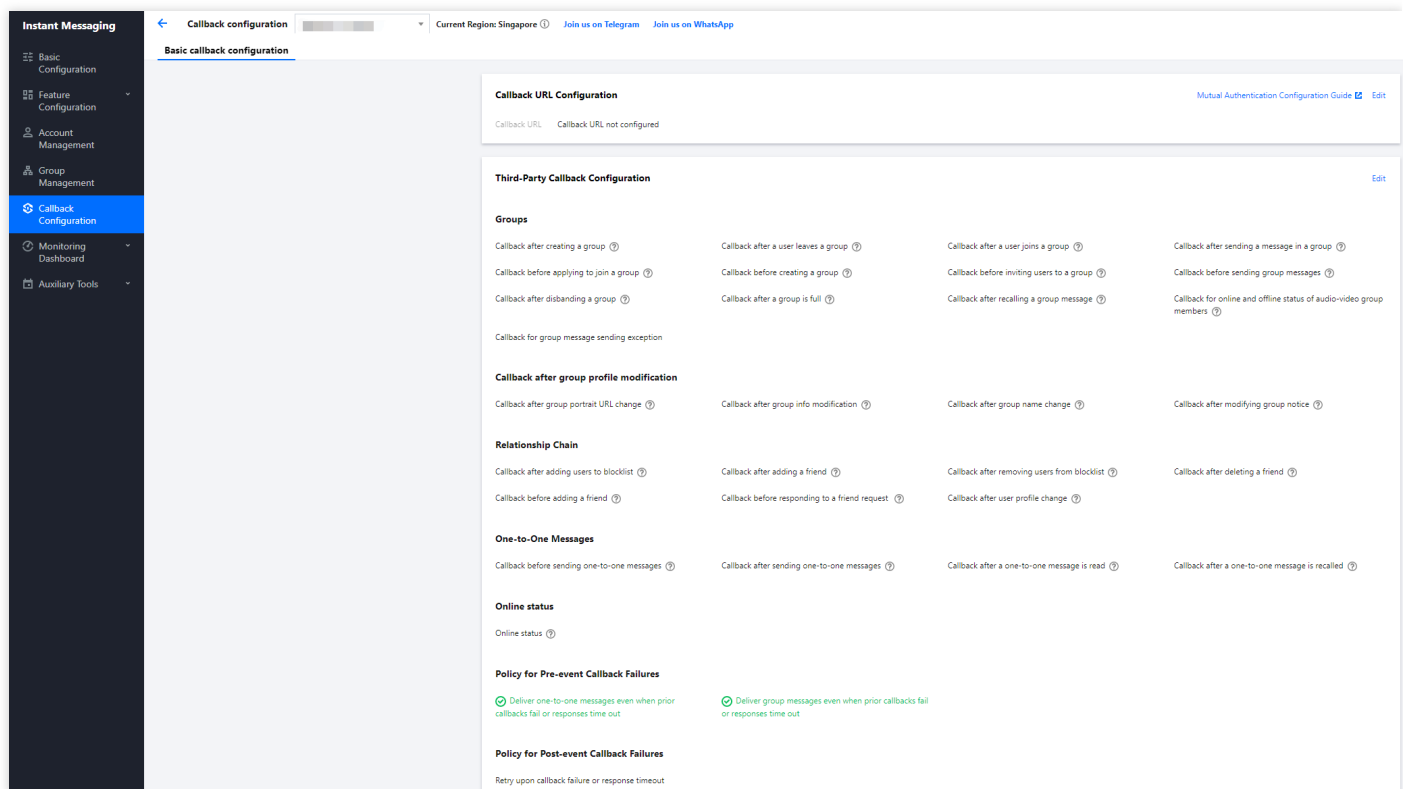 Instant Messaging
Basic
Configuration
Feature
Configuration
Account
Management
Group
Management
Callback
Configuration
Monitoring
Dashboard
Auxiliary Tools
Callback configuration
Current Region: Singapore
Join us on Telegram
Join us on WhatsApp
Basic callback configuration
Callback URL Configuration
Mutual Authentication Configuration Guide
Edit
Callback URL
Callback URL not configured
Third-Party Callback Configuration
Edit
Groups
Callback after creating a group
Callback after a user leaves a group
Callback after a user joins a group
Callback after sending a message in a group
Callback before applying to join a group
Callback before creating a group
Callback before inviting users to a group
Callback before sending group messages
Callback after disbanding a group
Callback after a group is full
Callback after recalling a group message
Callback for online and offline status of audio-video group
members
Callback for group message sending exception
Callback after group profile modification
Callback after group portrait URL change
Callback after group info modification
Callback after group name change
Callback after modifying group notice
Relationship Chain
Callback after adding users to blocklist
Callback after adding a friend
Callback after removing users from blocklist
Callback after deleting a friend
Callback before adding a friend
Callback before responding to a friend request
Callback after user profile change
One-to-One Messages
Callback before sending one-to-one messages
Callback after sending one-to-one messages
Callback after a one-to-one message is read
Callback after a one-to-one message is recalled
Online status
Online status
Policy for Pre-event Callback Failures
Deliver one-to-one messages even when prior
callbacks fail or responses time out
Deliver group messages even when prior callbacks fail
or responses time out
Policy for Post-event Callback Failures
Retry upon callback failure or response timeout